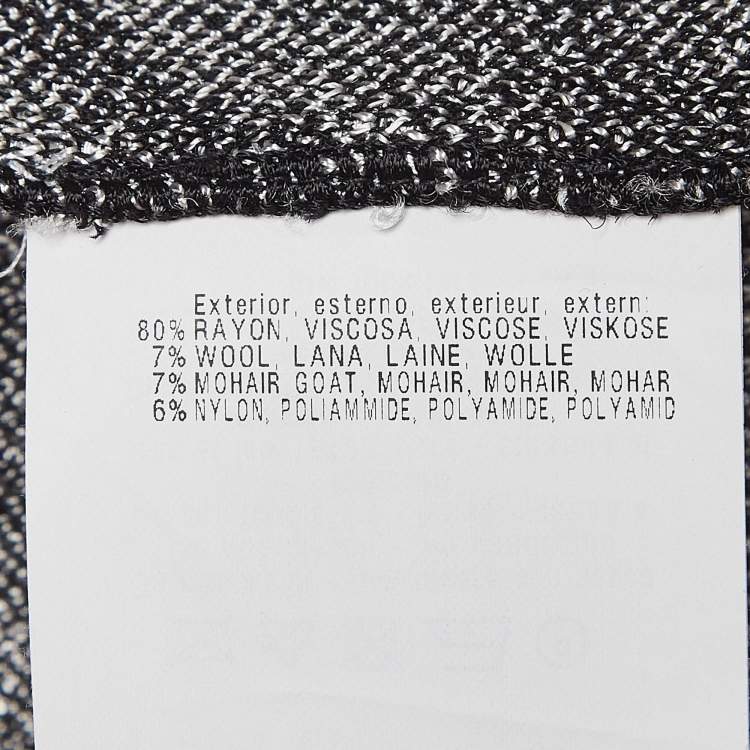 Exterior, esterno, exterieur, extern:
80% RAYON, VISCOSA, VISCOSE, VISKOSE
7% WOOL, LANA, LAINE, WOLLE
7% MOHAIR GOAT, MOHAIR, MOHAIR, MOHAR
6% NYLON, POLIAMMIDE, POLYAMIDE, POLYAMID